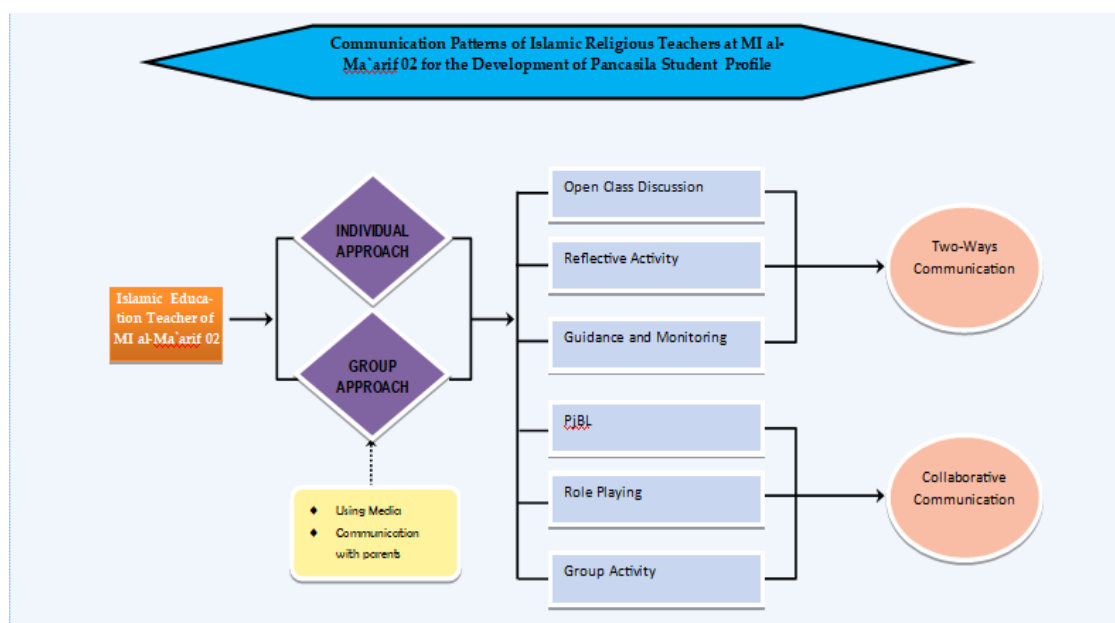 Communication Patterns of Islamic Religious Teachers at MI al-
Ma`arif 02 for the Development of Pancasila Student Profile
Islamic Educa-
tion Teacher of
MI al-Ma`arif 02
INDIVIDUAL
APPROACH
GROUP
APPROACH
♦ Using Media
♦ Communication
with parents
Open Class Discussion
Reflective Activity
Guidance and Monitoring
PjBL
Role Playing
Group Activity
Two-Ways
Communication
Collaborative
Communication